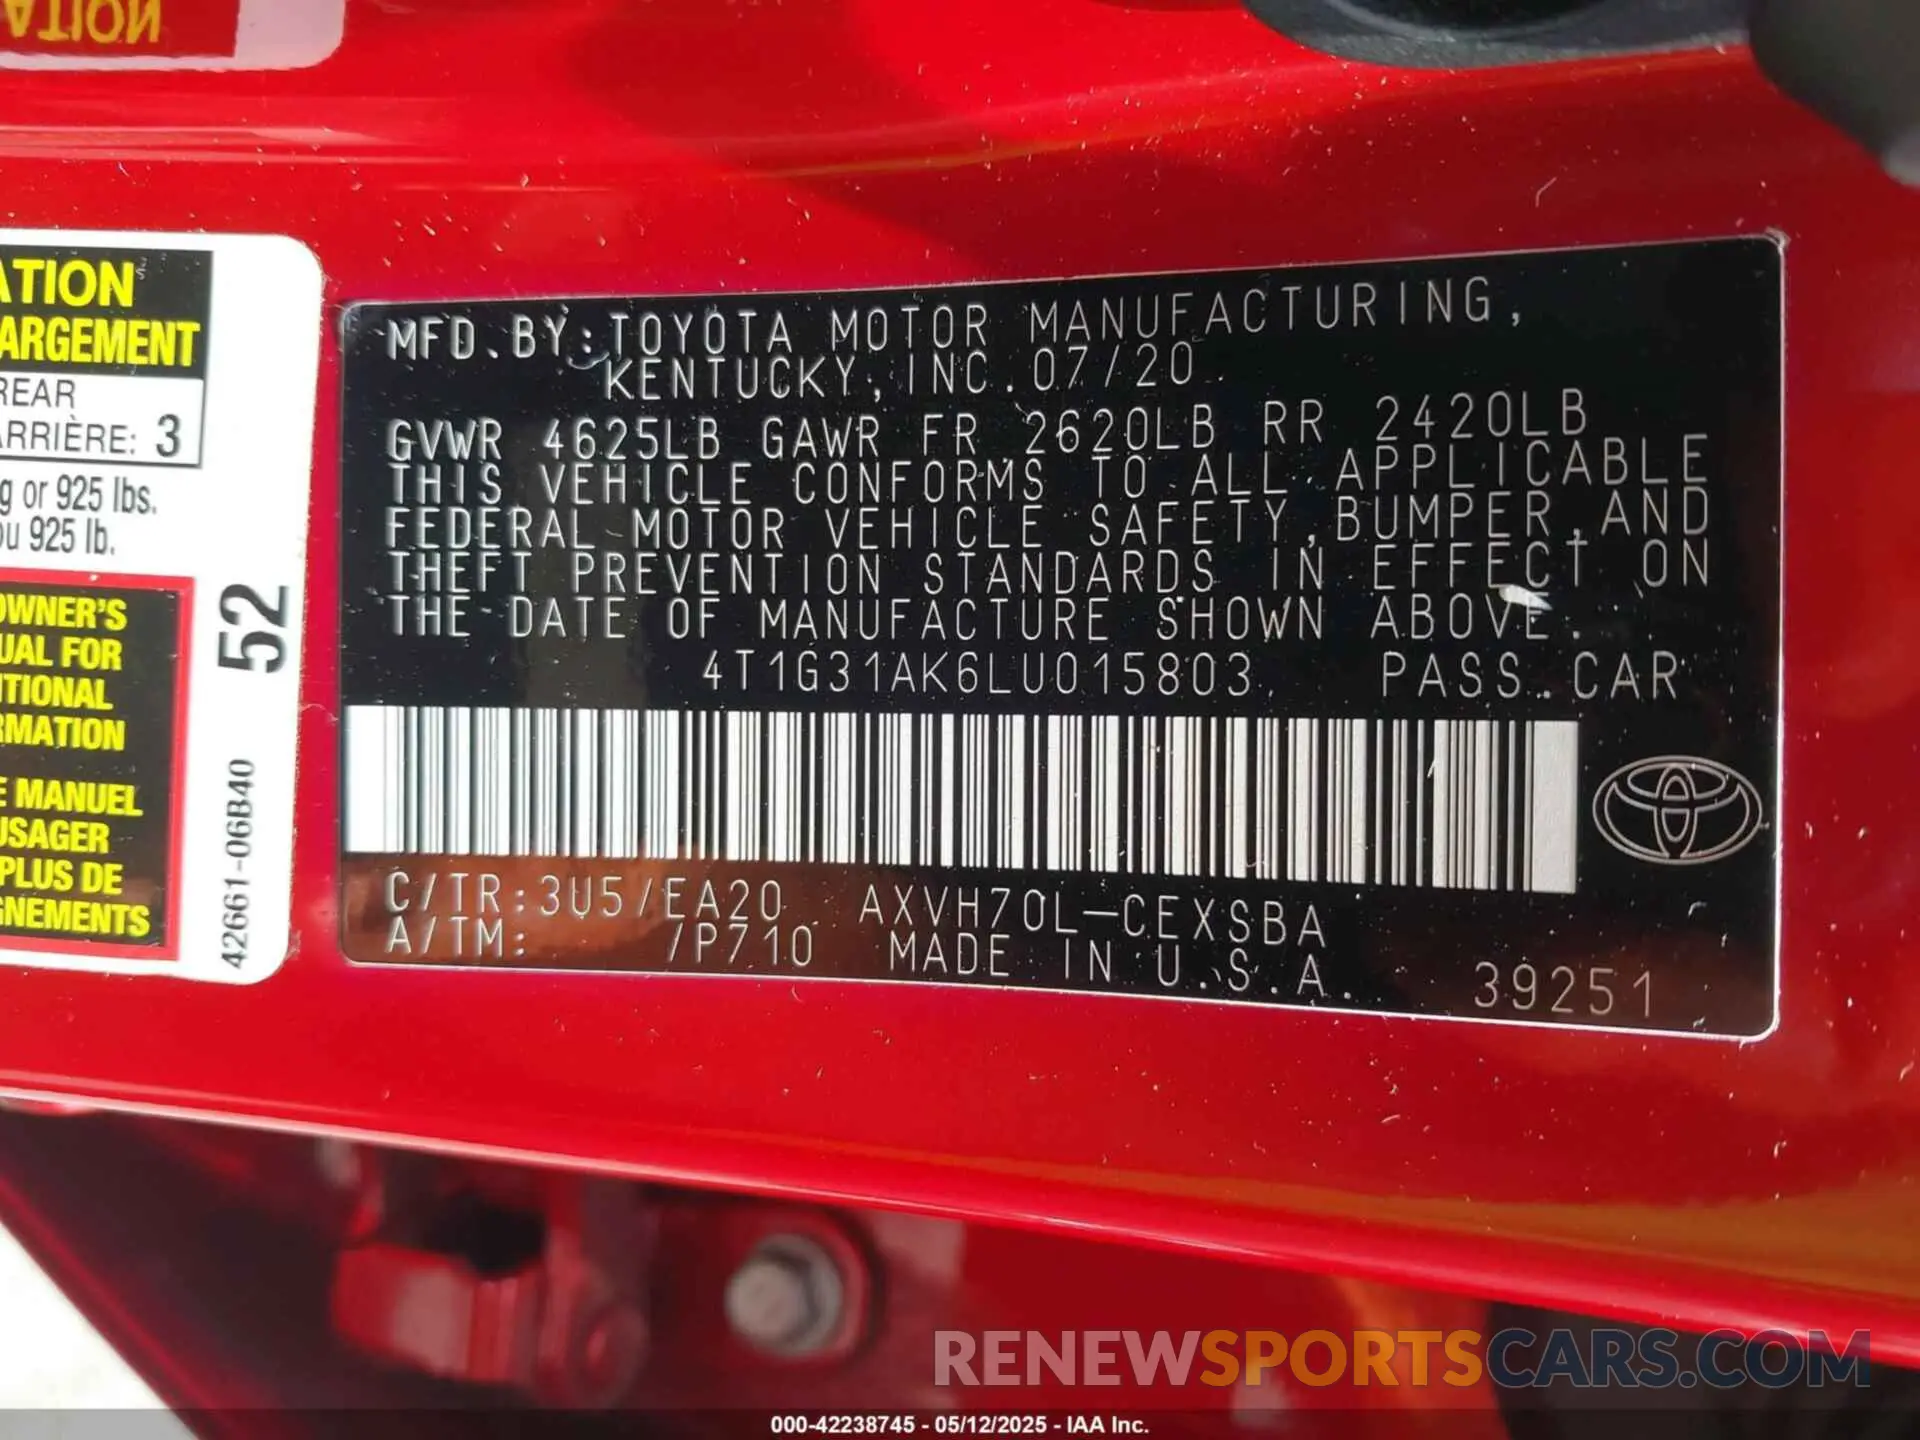 ATION
ATION
ARGEMENT
REAR
ARRIÈRE: 3
g or 925 lbs.
ou 925 lb.
OWNER'S
UAL FOR
ITIONAL
RMATION
E MANUEL
USAGER
PLUS DE
GNEMENTS
52
42661-06B40
MFD. BY: TOYOTA MOTOR MANUFACTURING,
KENTUCKY, INC. 07/20
GVWR 4625LB GAWR FR 2620LB RR 2420LB
THIS VEHICLE CONFORMS TO ALL APPLICABLE
FEDERAL MOTOR VEHICLE SAFETY, BUMPER, AND
THEFT PREVENTION STANDARDS IN EFFECT ON
THE DATE OF MANUFACTURE SHOWN ABOVE.
4T1G31AK6LU015803 PASS. CAR
C/TR: 3U5/EA20 AXVH70L-CEXSBA
A/TM: /P710 MADE IN U.S.A. 39251
RENEWSPORTSCARS.COM
000-42238745 - 05/12/2025 - IAA Inc.